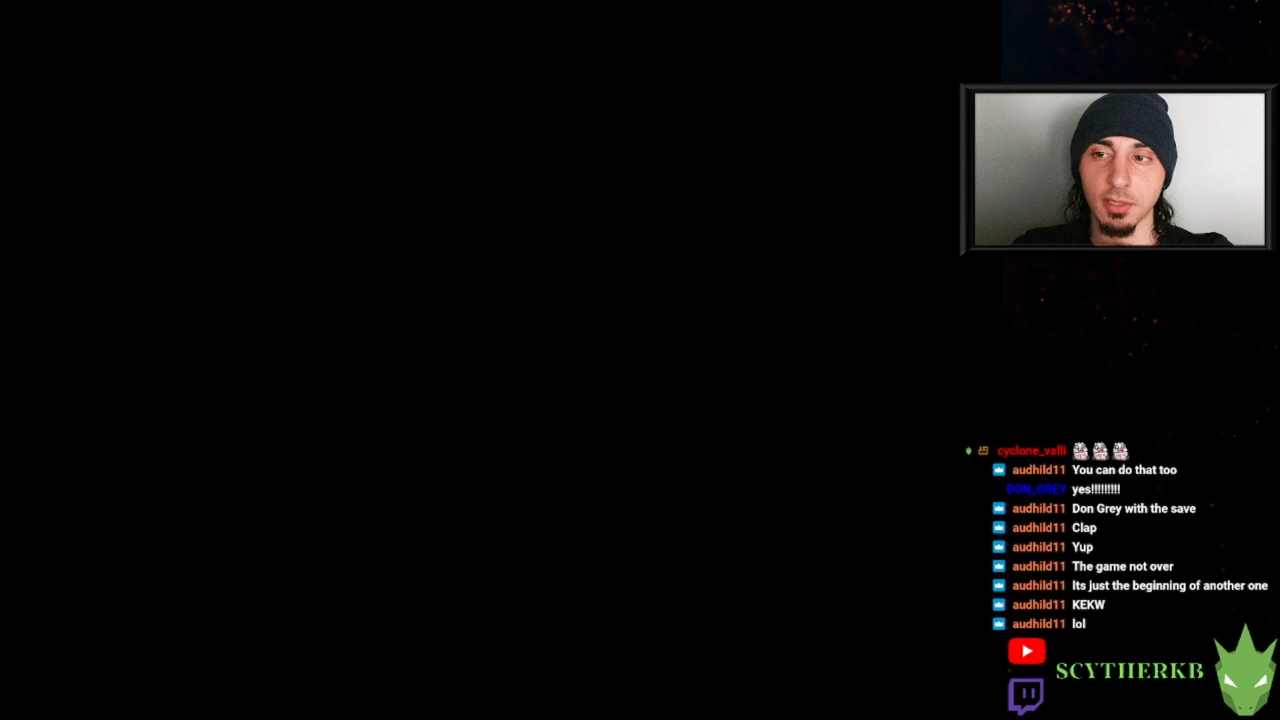 cyclone_valli
audhild11 You can do that too
DON_GREY yes!!!!!!!!!
audhild11 Don Grey with the save
audhild11 Clap
audhild11 Yup
audhild11 The game not over
audhild11 Its just the beginning of another one
audhild11 KEKW
audhild11 lol
SCYTHERKB